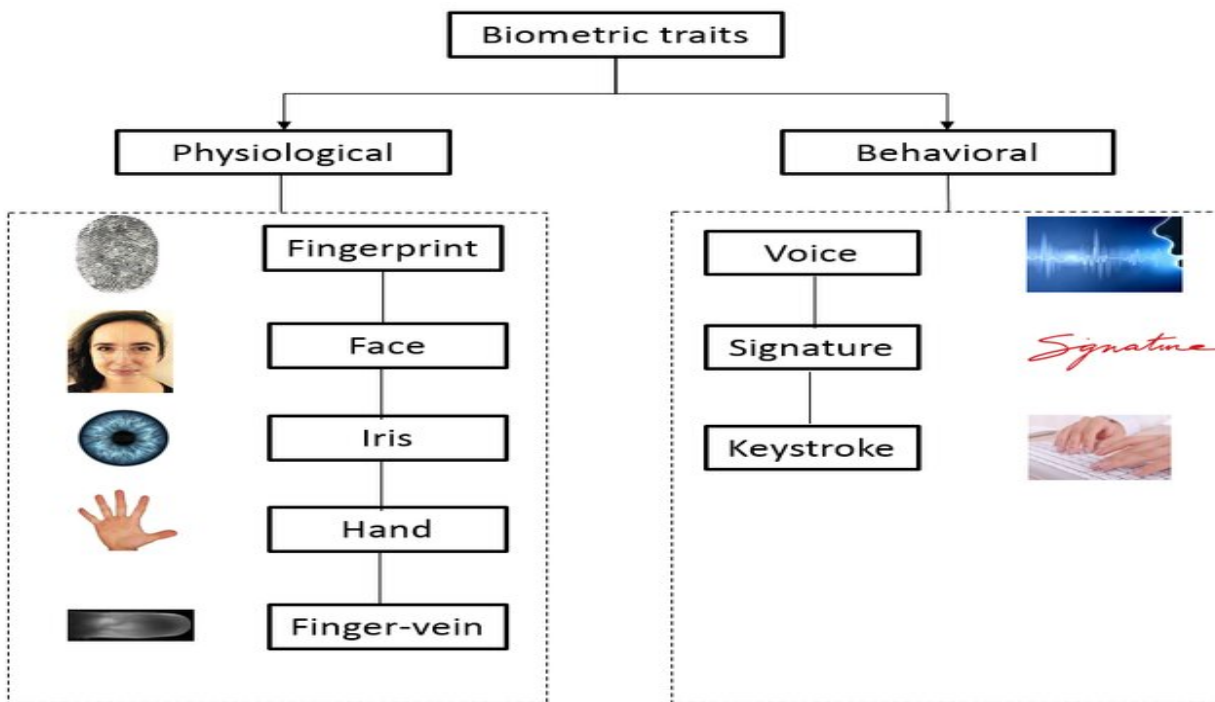 Biometric traits
Physiological
Behavioral
Fingerprint
Face
Iris
Hand
Finger-vein
Voice
Signature
Keystroke
Signature